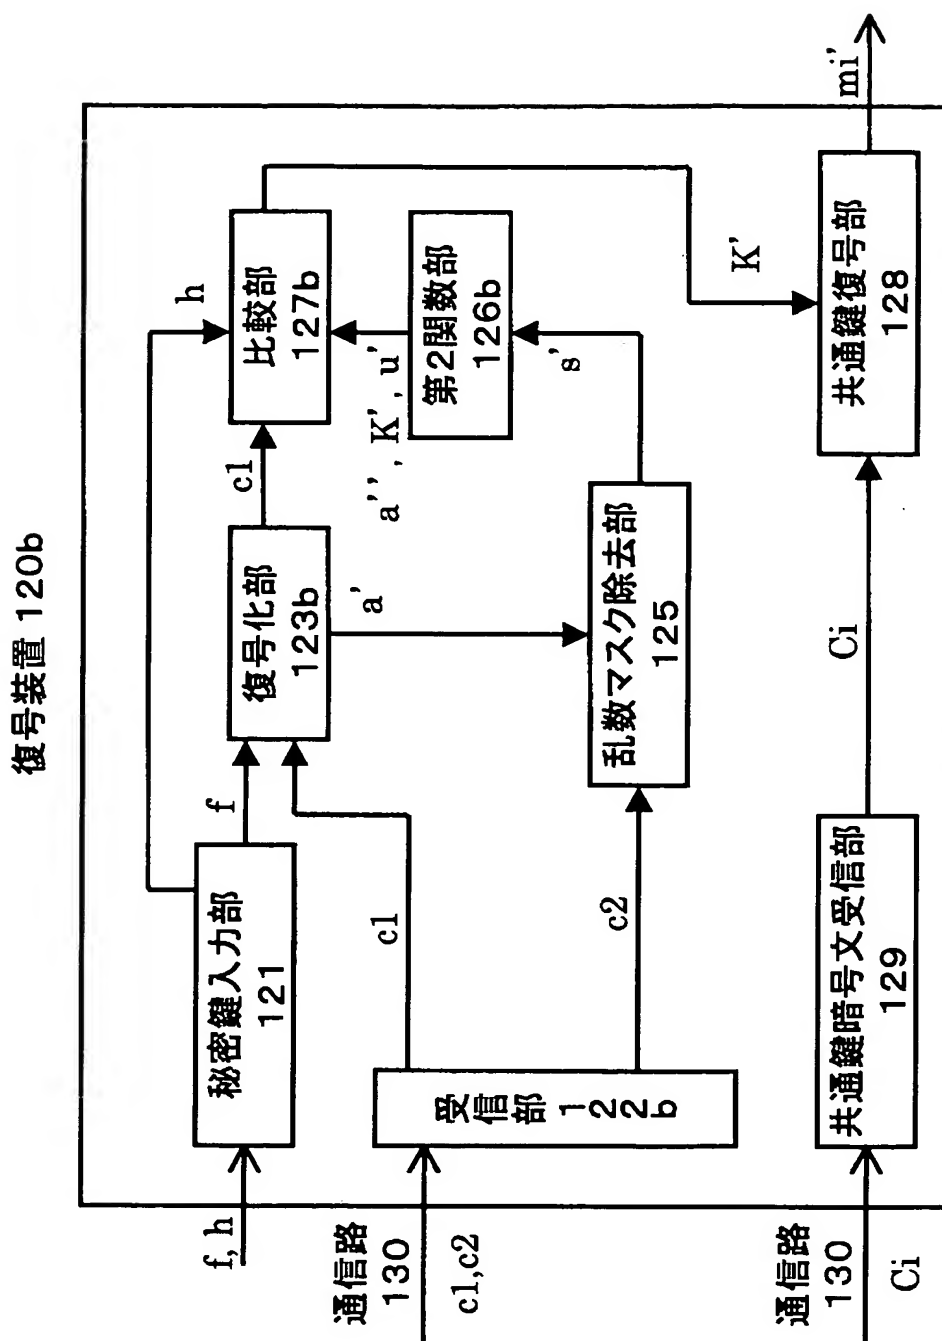 復号装置 120b
f, h
秘密鍵入力部
121
f
h
復号化部
123b
c1
比較部
127b
a'
a'', K', u'
第2関数部
126b
s'
通信路
130
c1,c2
受信部 122b
c1
c2
乱数マスク除去部
125
K'
通信路
130
Ci
共通鍵暗号文受信部
129
Ci
共通鍵復号部
128
mi'